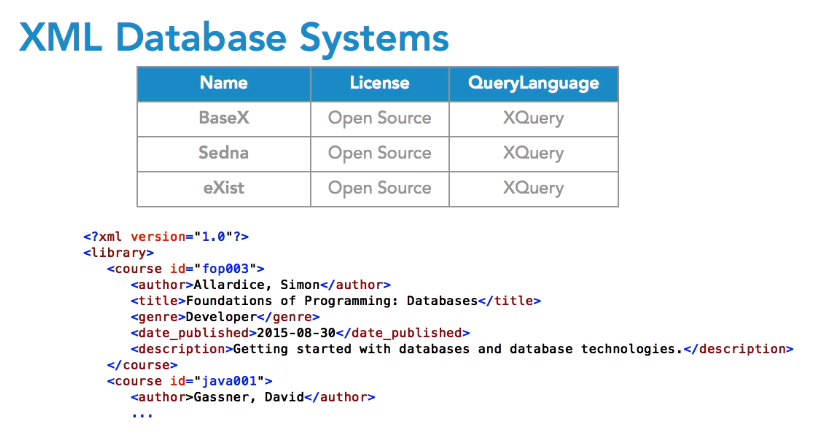 XML Database Systems
Name License QueryLanguage
BaseX Open Source XQuery
Sedna Open Source XQuery
eXist Open Source XQuery
<?xml version="1.0"?>
<library>
<course id="fop003">
<author>Allardice, Simon</author>
<title>Foundations of Programming: Databases</title>
<genre>Developer</genre>
<date_published>2015-08-30</date_published>
<description>Getting started with databases and database technologies.</description>
</course>
<course id="java001">
<author>Gassner, David</author>
...